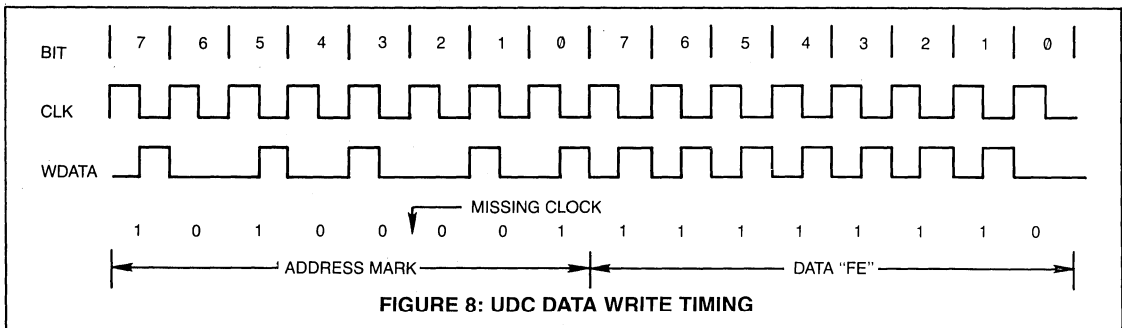 BIT 7 6 5 4 3 2 1 0 7 6 5 4 3 2 1 0
CLK
WDATA
MISSING CLOCK
1 0 1 0 0 0 0 1 1 1 1 1 1 1 1 0
ADDRESS MARK DATA "FE"
FIGURE 8: UDC DATA WRITE TIMING